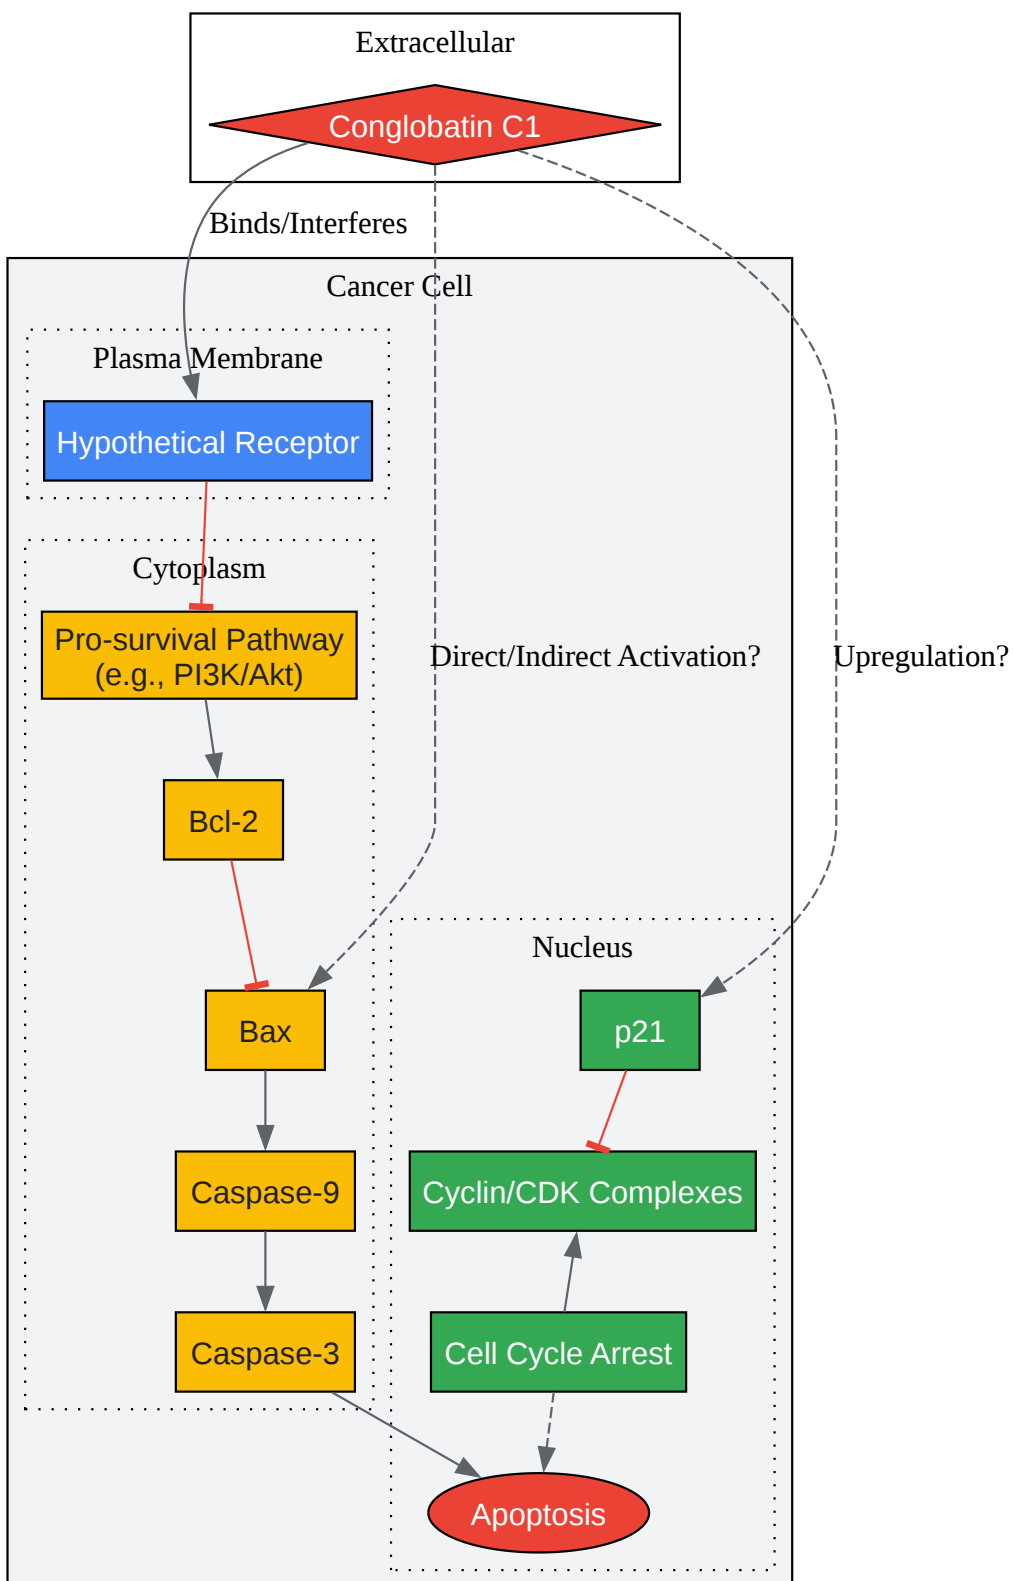 Extracellular
Conglobatin C1
Binds/Interferes
Cancer Cell
Plasma Membrane
Hypothetical Receptor
Cytoplasm
Pro-survival Pathway
(e.g., PI3K/Akt)
Direct/Indirect Activation?
Upregulation?
Bcl-2
Nucleus
Bax
p21
Caspase-9
Cyclin/CDK Complexes
Caspase-3
Cell Cycle Arrest
Apoptosis